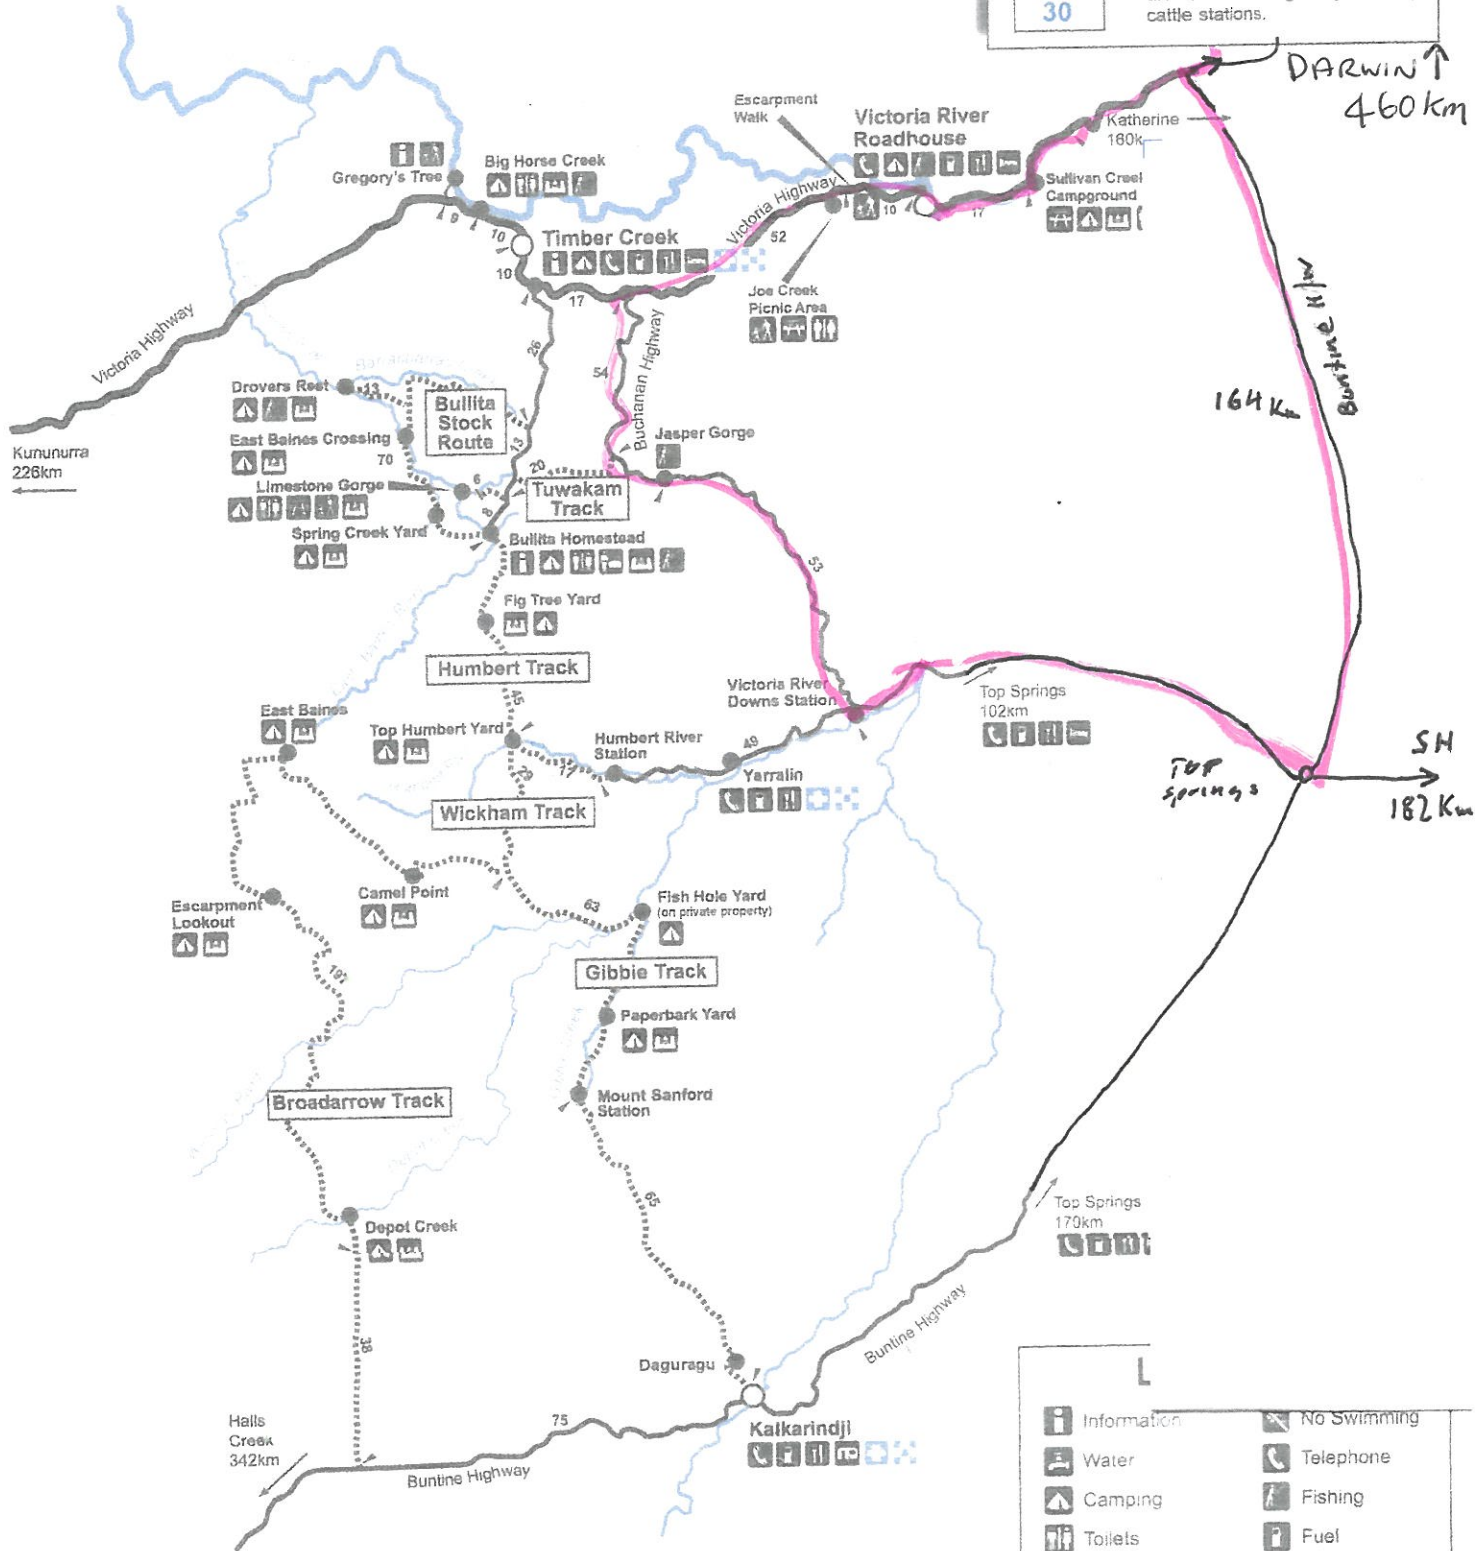 30
cattle stations.
DARWIN ↑
460 km
Escarpment
Walk
Victoria River
Roadhouse
Katherine
160k
Gregory's Tree
Big Horse Creek
Sullivan Creek
Campground
9
10
Timber Creek
10
17
Victoria Highway
52
10
17
Joe Creek
Picnic Area
Victoria Highway
26
54
Buchanan Highway
164 Km
Buntine H/W
Drovers Rest
13
Bullita
Stock
Route
East Baines Crossing
70
13
Jasper Gorge
Kununurra
226km
Limestone Gorge
6
20
Tuwakam
Track
8
Spring Creek Yard
Bullita Homestead
53
Fig Tree Yard
Humbert Track
45
Victoria River
Downs Station
Top Springs
102km
East Baines
Top Humbert Yard
Humbert River
Station
49
17
29
Yarralin
Top
Springs
SH
182 Km
Wickham Track
Camel Point
Escarpment
Lookout
63
Fish Hole Yard
(on private property)
197
Gibbie Track
Paperbark Yard
Broadarrow Track
Mount Sanford
Station
65
Depot Creek
Top Springs
170km
38
Buntine Highway
Daguragu
Halls
Creek
342km
75
Kalkarindji
Buntine Highway
Information
No Swimming
Water
Telephone
Camping
Fishing
Toilets
Fuel